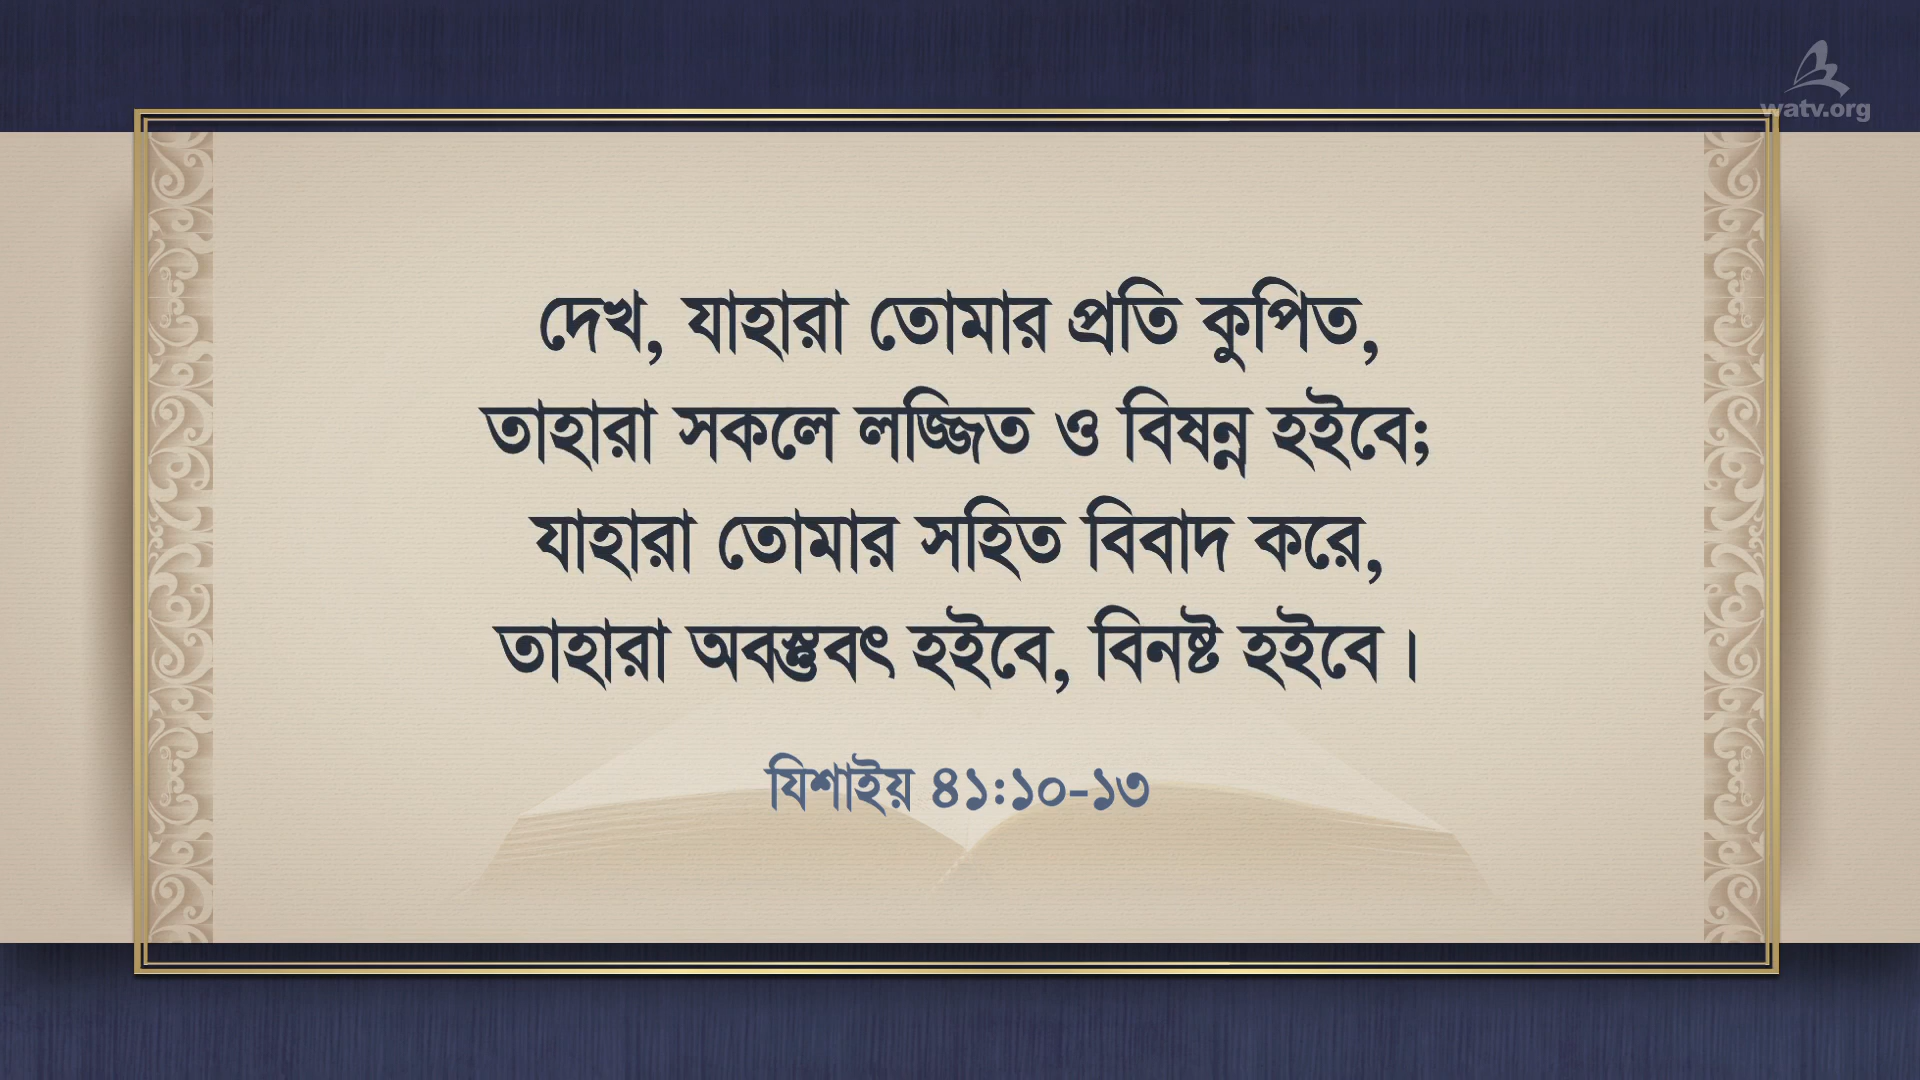 watv.org
দেখ, যাহারা তোমার প্রতি কুপিত,
তাহারা সকলে লজ্জিত ও বিষন্ন হইবে;
যাহারা তোমার সহিত বিবাদ করে,
তাহারা অবস্তুবৎ হইবে, বিনষ্ট হইবে।
যিশাইয় ৪১:১০-১৩